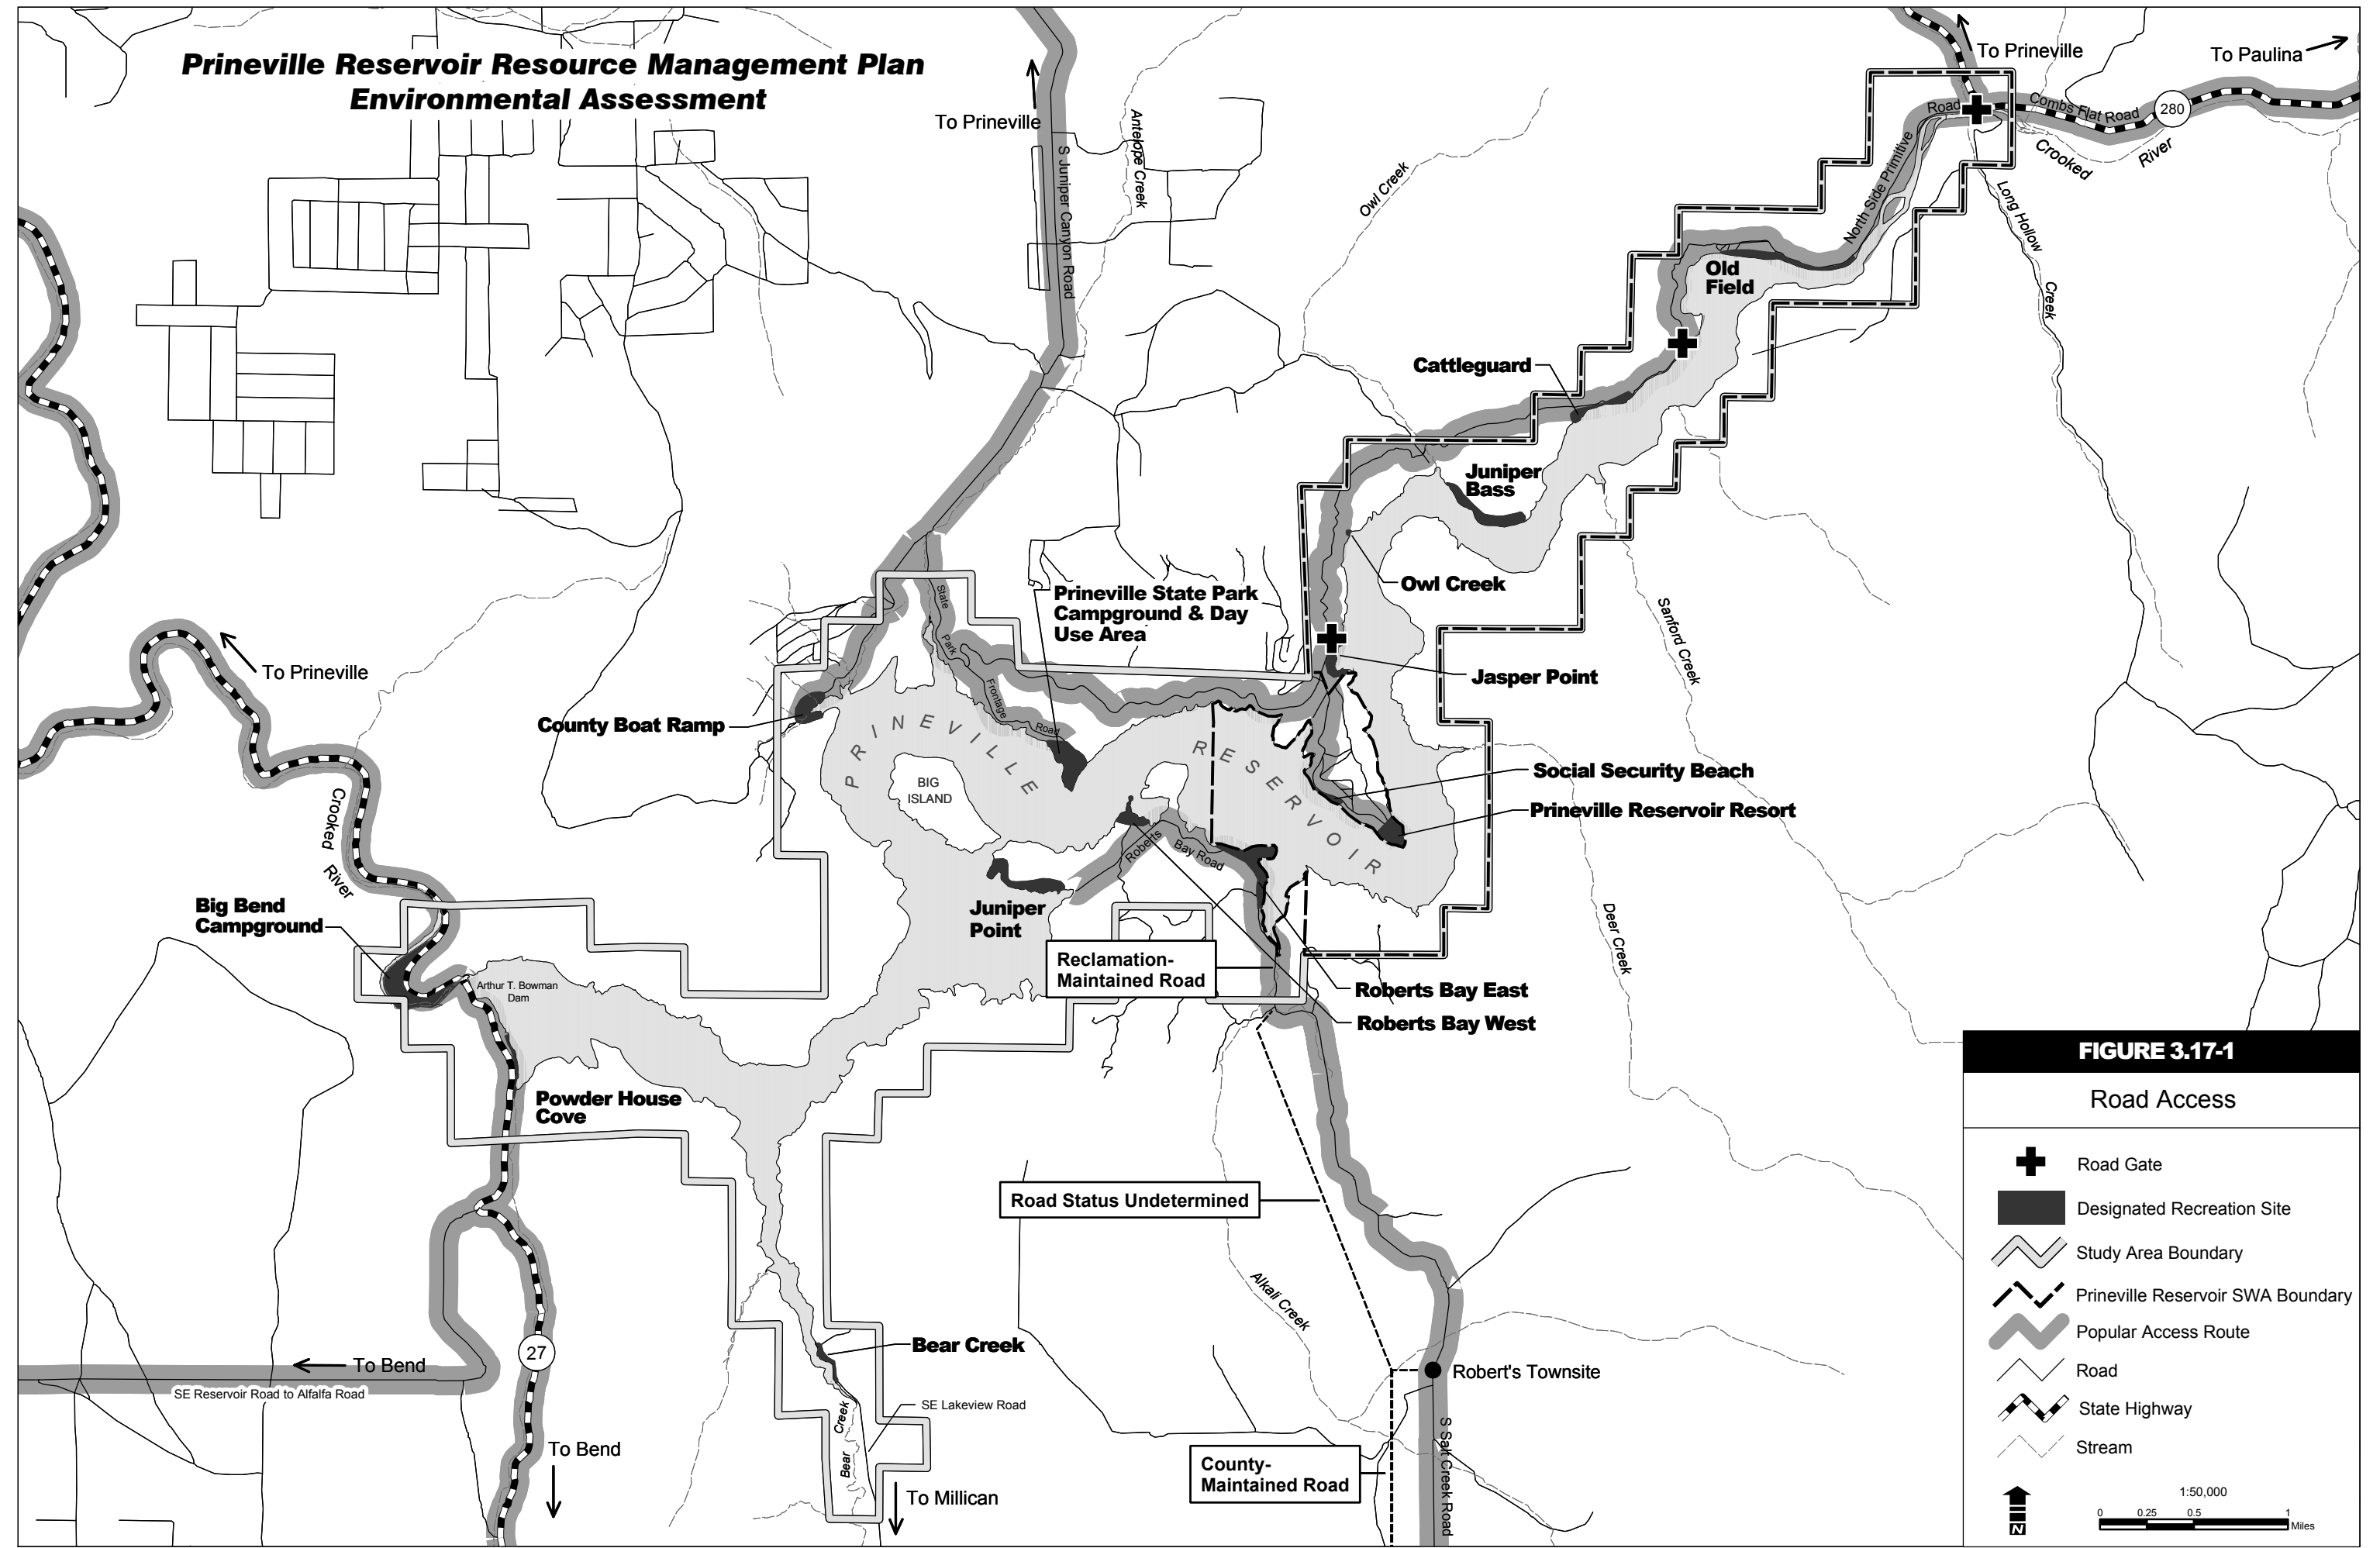 Prineville Reservoir Resource Management Plan
Environmental Assessment
To Prineville
To Paulina
To Prineville
Antelope Creek
S Juniper Canyon Road
Owl Creek
North Side Primitive
Road
Combs Flat Road
280
Crooked
River
Long Hollow
Creek
Old
Field
Cattleguard
Juniper
Bass
Owl Creek
Prineville State Park
Campground & Day
Use Area
State
Park
Frontage
Road
Sanford Creek
Jasper Point
To Prineville
County Boat Ramp
PRINEVILLE
RESERVOIR
BIG
ISLAND
Social Security Beach
Prineville Reservoir Resort
Crooked
River
Roberts
Bay Road
Big Bend
Campground
Juniper
Point
Deer Creek
Reclamation-
Maintained Road
Arthur T. Bowman
Dam
Roberts Bay East
Roberts Bay West
Powder House
Cove
Road Status Undetermined
Alkali Creek
Bear Creek
27
To Bend
SE Reservoir Road to Alfalfa Road
Robert's Townsite
SE Lakeview Road
Bear
Creek
To Bend
To Millican
County-
Maintained Road
S Salt Creek Road
FIGURE 3.17-1
Road Access
Road Gate
Designated Recreation Site
Study Area Boundary
Prineville Reservoir SWA Boundary
Popular Access Route
Road
State Highway
Stream
N
1:50,000
0 0.25 0.5 1
Miles